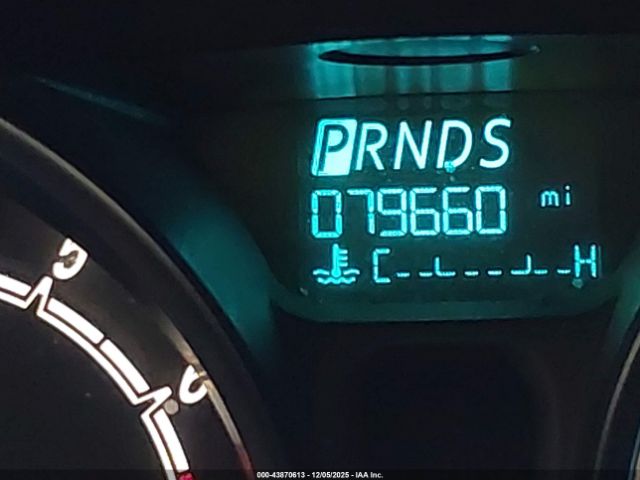 PRNDS
079660 mi
C H
000-43870613 - 12/05/2025 - IAA Inc.